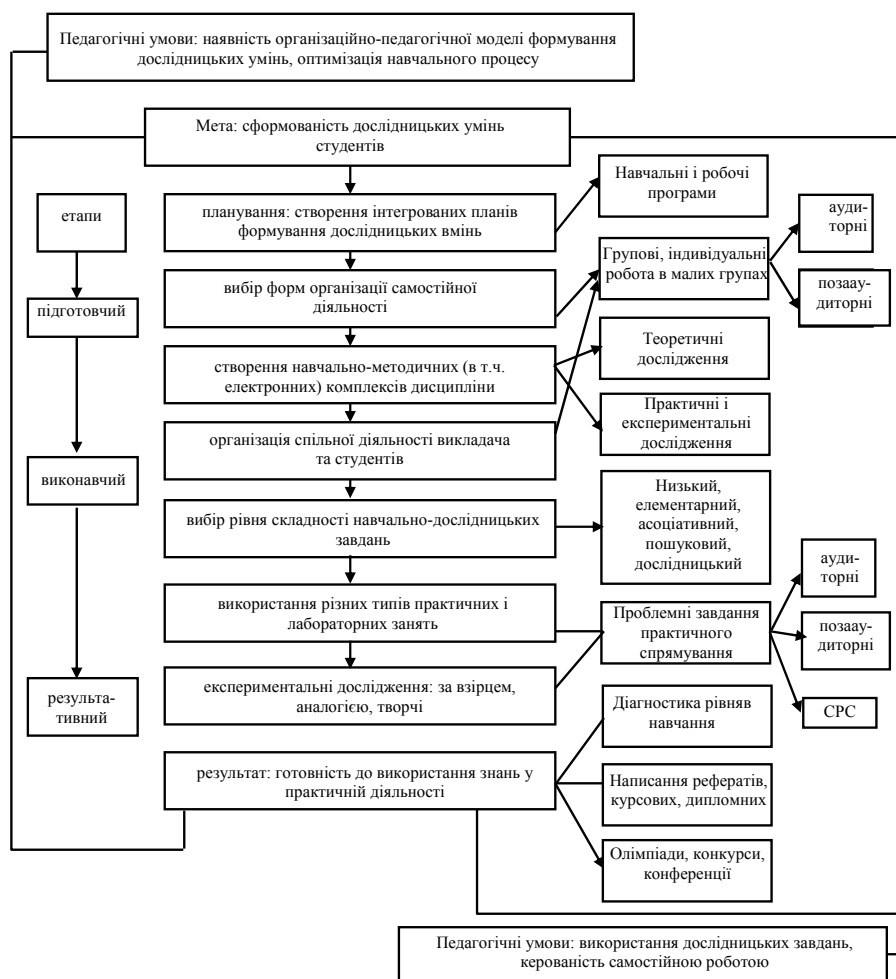 Педагогічні умови: наявність організаційно-педагогічної моделі формування
дослідницьких умінь, оптимізація навчального процесу
Мета: сформованість дослідницьких умінь
студентів
етапи
підготовчий
виконавчий
результа-
тивний
планування: створення інтегрованих планів
формування дослідницьких вмінь
вибір форм організації самостійної
діяльності
створення навчально-методичних (в т.ч.
електронних) комплексів дисципліни
організація спільної діяльності викладача
та студентів
вибір рівня складності навчально-дослідницьких
завдань
використання різних типів практичних і
лабораторних занять
експериментальні дослідження: за взірцем,
аналогією, творчі
результат: готовність до використання знань у
практичній діяльності
Навчальні і робочі
програми
Групові, індивідуальні
робота в малих групах
Теоретичні
дослідження
Практичні і
експериментальні
дослідження
Низький,
елементарний,
асоціативний,
пошуковий,
дослідницький
Проблемні завдання
практичного
спрямування
Діагностика рівняв
навчання
Написання рефератів,
курсових, дипломних
Олімпіади, конкурси,
конференції
ауди-
торні
позаау-
диторні
ауди-
торні
позаау-
диторні
СРС
Педагогічні умови: використання дослідницьких завдань,
керованість самостійною роботою